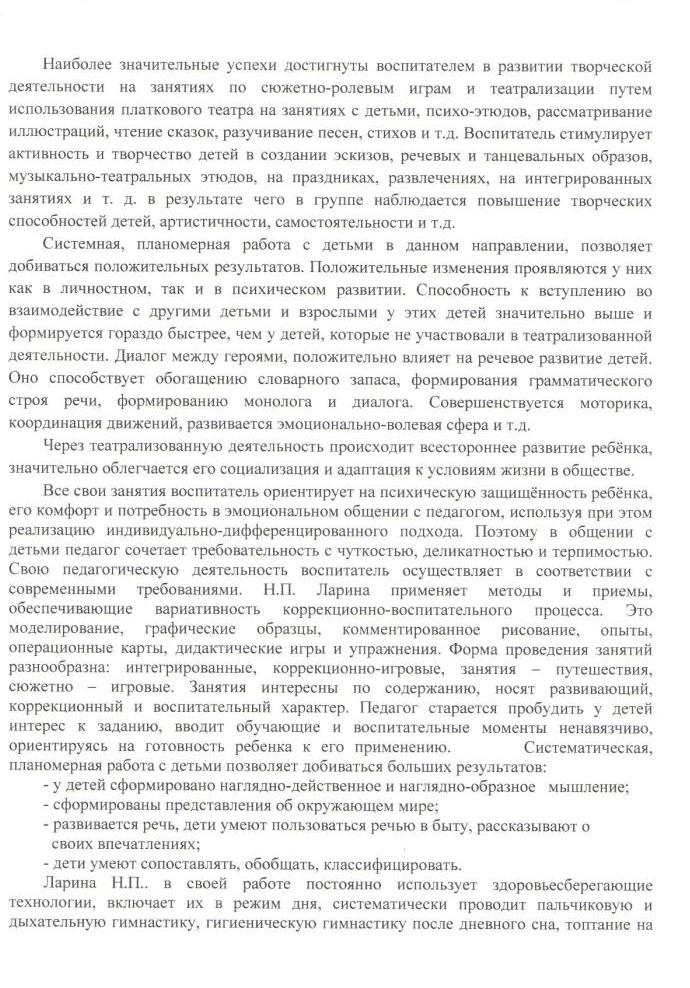 Наиболее значительные успехи достигнуты воспитателем в развитии творческой
деятельности на занятиях по сюжетно-ролевым играм и театрализации путем
использования платкового театра на занятиях с детьми, психо-этюдов, рассматривание
иллюстраций, чтение сказок, разучивание песен, стихов и т.д. Воспитатель стимулирует
активность и творчество детей в создании эскизов, речевых и танцевальных образов,
музыкально-театральных этюдов, на праздниках, развлечениях, на интегрированных
занятиях и т. д. в результате чего в группе наблюдается повышение творческих
способностей детей, артистичности, самостоятельности и т.д.
Системная, планомерная работа с детьми в данном направлении, позволяет
добиваться положительных результатов. Положительные изменения проявляются у них
как в личностном, так и в психическом развитии. Способность к вступлению во
взаимодействие с другими детьми и взрослыми у этих детей значительно выше и
формируется гораздо быстрее, чем у детей, которые не участвовали в театрализованной
деятельности. Диалог между героями, положительно влияет на речевое развитие детей.
Оно способствует обогащению словарного запаса, формирования грамматического
строя речи, формированию монолога и диалога. Совершенствуется моторика,
координация движений, развивается эмоционально-волевая сфера и т.д.
Через театрализованную деятельность происходит всестороннее развитие ребёнка,
значительно облегчается его социализация и адаптация к условиям жизни в обществе.
Все свои занятия воспитатель ориентирует на психическую защищённость ребёнка,
его комфорт и потребность в эмоциональном общении с педагогом, используя при этом
реализацию индивидуально-дифференцированного подхода. Поэтому в общении с
детьми педагог сочетает требовательность с чуткостью, деликатностью и терпимостью.
Свою педагогическую деятельность воспитатель осуществляет в соответствии с
современными требованиями. Н.П. Ларина применяет методы и приемы,
обеспечивающие вариативность коррекционно-воспитательного процесса. Это
моделирование, графические образцы, комментированное рисование, опыты,
операционные карты, дидактические игры и упражнения. Форма проведения занятий
разнообразна: интегрированные, коррекционно-игровые, занятия – путешествия,
сюжетно – игровые. Занятия интересны по содержанию, носят развивающий,
коррекционный и воспитательный характер. Педагог старается пробудить у детей
интерес к заданию, вводит обучающие и воспитательные моменты ненавязчиво,
ориентируясь на готовность ребенка к его применению. Систематическая,
планомерная работа с детьми позволяет добиваться больших результатов:
- у детей сформировано наглядно-действенное и наглядно-образное мышление;
- сформированы представления об окружающем мире;
- развивается речь, дети умеют пользоваться речью в быту, рассказывают о
своих впечатлениях;
- дети умеют сопоставлять, обобщать, классифицировать.
Ларина Н.П.. в своей работе постоянно использует здоровьесберегающие
технологии, включает их в режим дня, систематически проводит пальчиковую и
дыхательную гимнастику, гигиеническую гимнастику после дневного сна, топтание на